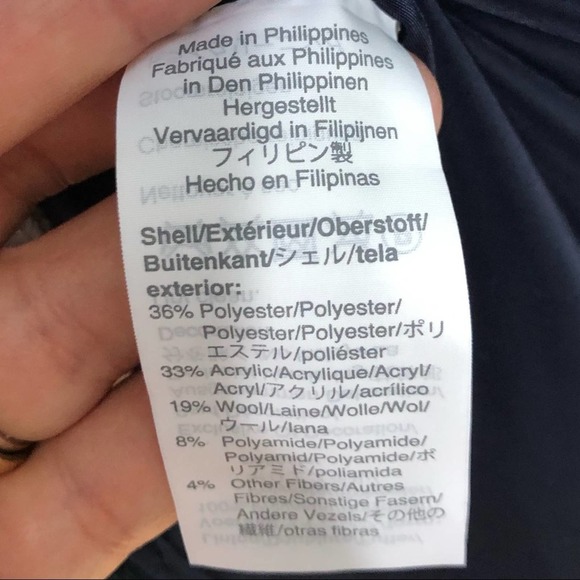 Made in Philippines
Fabriqué aux Philippines
in Den Philippinen
Hergestellt
Vervaardigd in Filipijnen
フィリピン製
Hecho en Filipinas
Shell/Extérieur/Oberstoff/
Buitenkant/シェル/tela
exterior:
36% Polyester/Polyester/
Polyester/Polyester/ポリ
エステル/poliéster
33% Acrylic/Acrylique/Acryl/
Acryl/アクリル/acrílico
19% Wool/Laine/Wolle/Wol/
ウール/lana
8% Polyamide/Polyamide/
Polyamid/Polyamide/ポ
リアミド/poliamida
4% Other Fibers/Autres
Fibres/Sonstige Fasern/
Andere Vezels/その他の
繊維/otras fibras